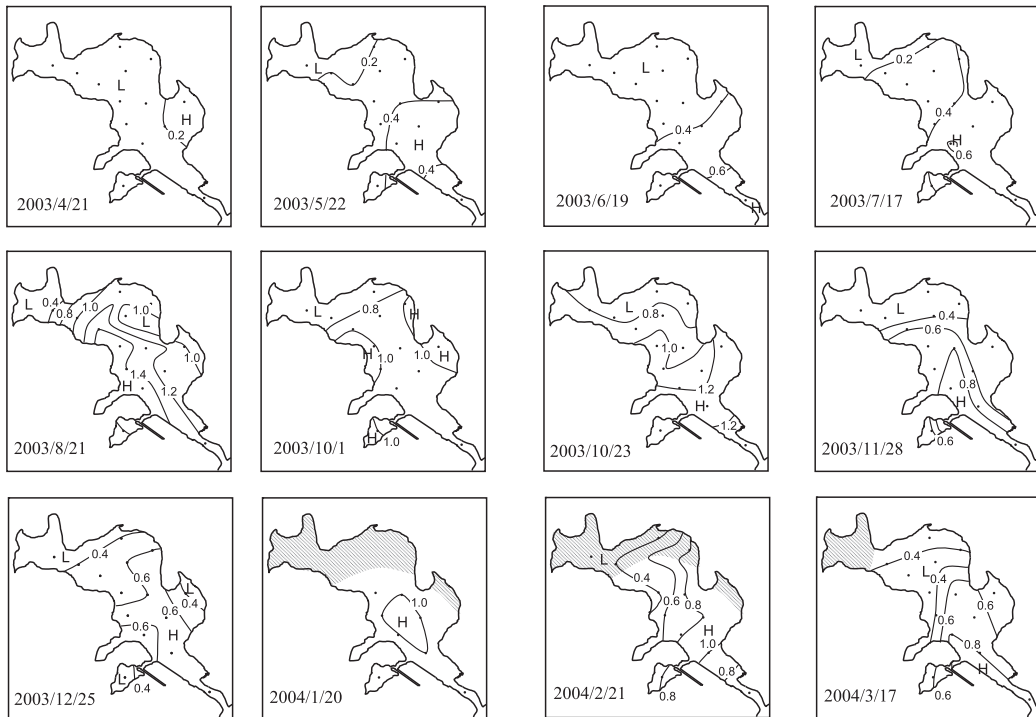 L
H
0.2
2003/4/21
0.2
L
0.4
H
0.4
2003/5/22
L
0.4
0.6
H
2003/6/19
L
0.2
0.4
H
0.6
2003/7/17
L
0.4
0.8
1.0
1.0
L
1.0
1.4
H
1.2
2003/8/21
L
0.8
H
H
1.0
H
1.0
H
1.0
2003/10/1
L
0.8
1.0
1.2
H
1.2
2003/10/23
L
0.4
0.6
0.8
H
0.6
2003/11/28
L
0.4
0.6
L
0.4
0.6
0.6
H
L
0.4
2003/12/25
1.0
H
2004/1/20
L
0.4
0.6
0.8
H
1.0
0.8
0.8
2004/2/21
0.4
L
0.4
0.6
0.6
0.8
H
0.6
2004/3/17